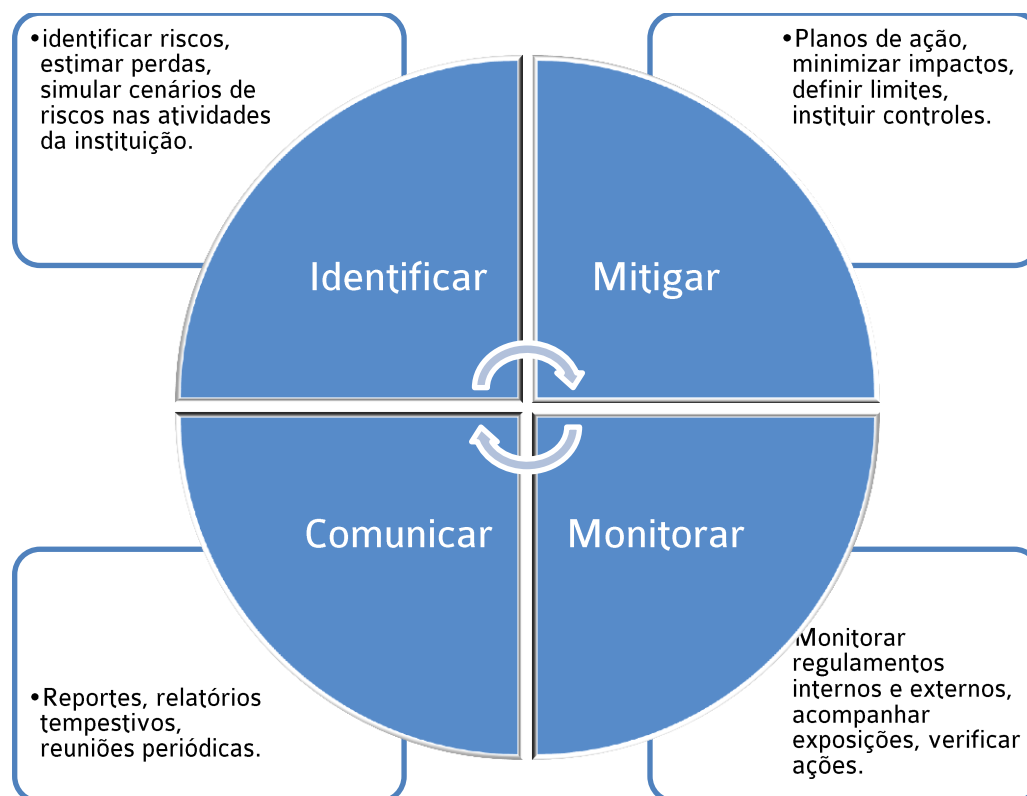 •identificar riscos,
estimar perdas,
simular cenários de
riscos nas atividades
da instituição.
•Planos de ação,
minimizar impactos,
definir limites,
instituir controles.
Identificar
Mitigar
Comunicar
Monitorar
•Reportes, relatórios
tempestivos,
reuniões periódicas.
Monitorar
regulamentos
internos e externos,
acompanhar
exposições, verificar
ações.